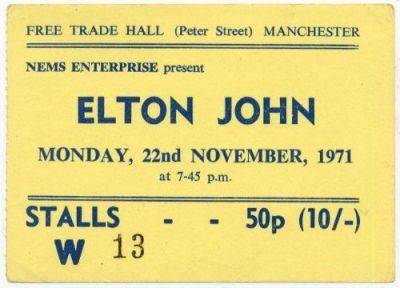 FREE TRADE HALL (Peter Street) MANCHESTER
NEMS ENTERPRISE present
ELTON JOHN
MONDAY, 22nd NOVEMBER, 1971
at 7-45 p.m.
STALLS - - 50p (10/-)
W 13